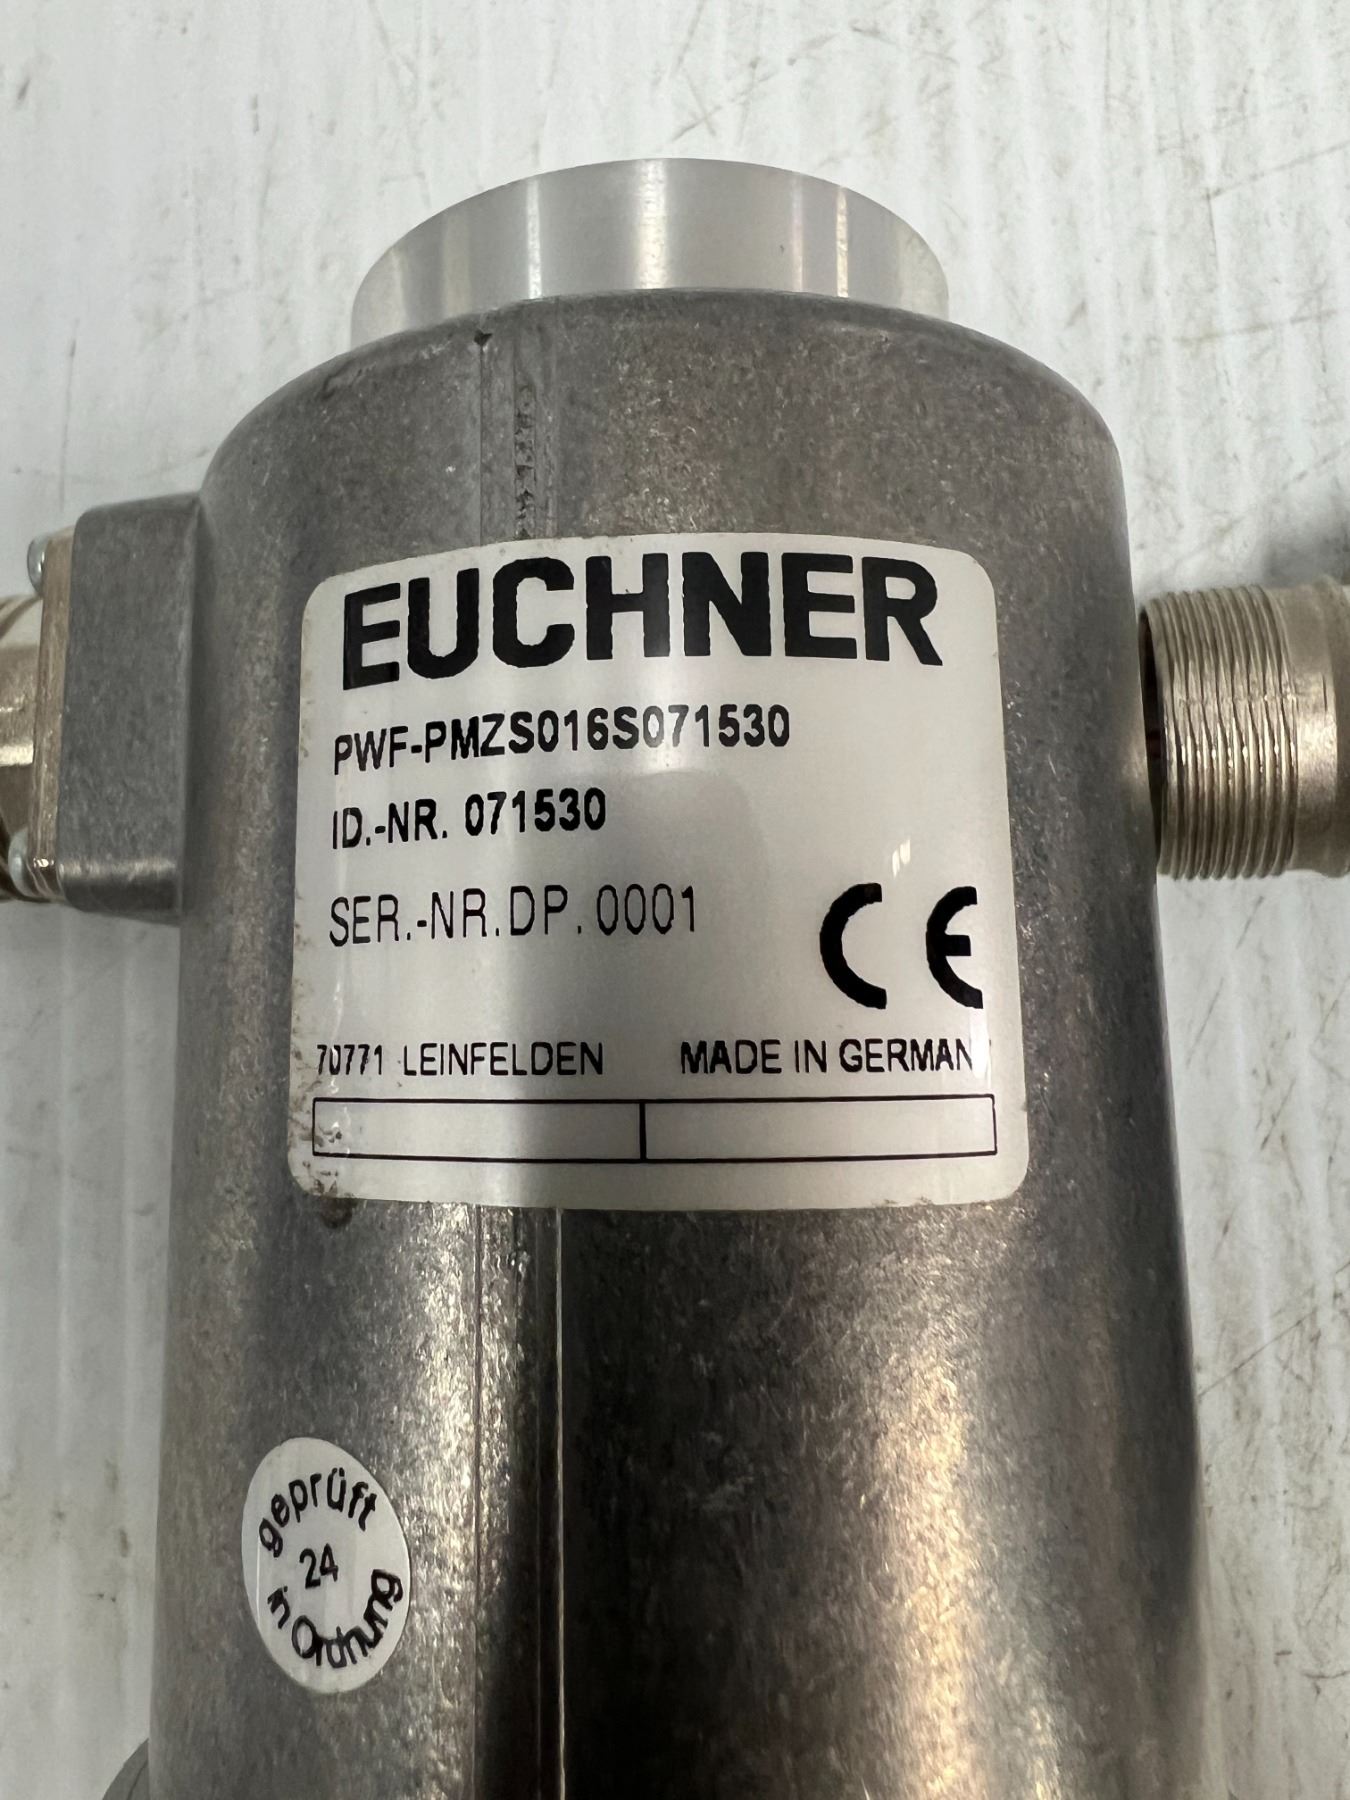 EUCHNER
PWF-PMZS016S071530
ID.-NR. 071530
SER.-NR.DP.0001
CE
70771 LEINFELDEN MADE IN GERMAN
geprüft
24
in Ordnung